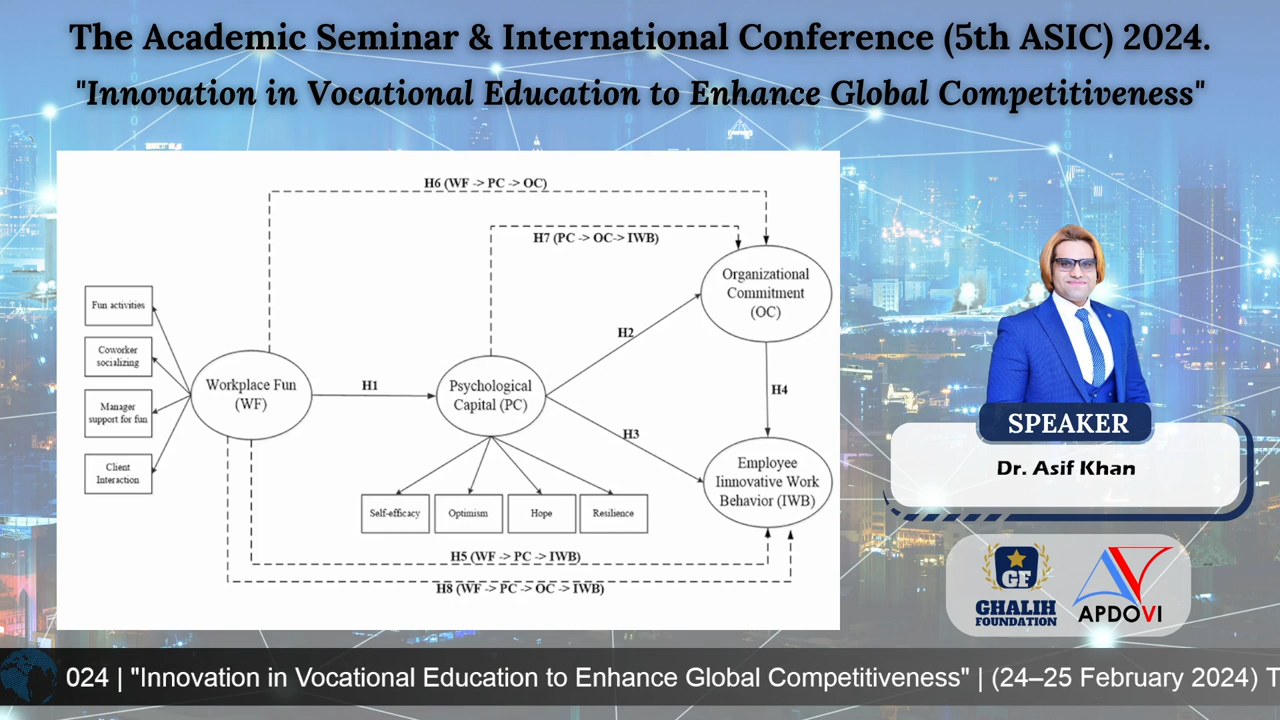 The Academic Seminar & International Conference (5th ASIC) 2024.
"Innovation in Vocational Education to Enhance Global Competitiveness"
H6 (WF -> PC -> OC)
H7 (PC -> OC-> IWB)
Organizational
Commitment
(OC)
Fun activities
Coworker
socializing
Manager
support for fun
Client
Interaction
Workplace Fun
(WF)
H1
Psychological
Capital (PC)
H2
H3
H4
Employee
Iinnovative Work
Behavior (IWB)
Self-efficacy
Optimism
Hope
Resilience
H5 (WF -> PC -> IWB)
H8 (WF -> PC -> OC -> IWB)
SPEAKER
Dr. Asif Khan
GF
GHALIH
FOUNDATION
APDOVI
024 | "Innovation in Vocational Education to Enhance Global Competitiveness" | (24–25 February 2024) T